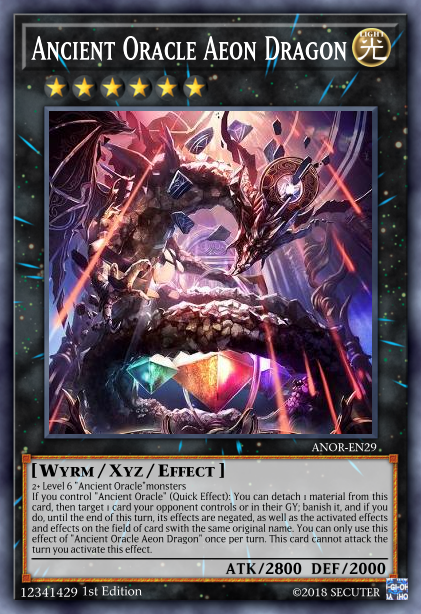 ANCIENT ORACLE AEON DRAGON
LIGHT
光
ANOR-EN29
[WYRM/XYZ/EFFECT]
2+ Level 6 "Ancient Oracle"monsters
If you control "Ancient Oracle" (Quick Effect): You can detach 1 material from this
card, then target 1 card your opponent controls or in their GY; banish it, and if you
do, until the end of this turn, its effects are negated, as well as the activated effects
and effects on the field of cards with the same original name. You can only use this
effect of "Ancient Oracle Aeon Dragon" once per turn. This card cannot attack the
turn you activate this effect.
ATK/2800 DEF/2000
12341429 1st Edition
©2018 SECUTER